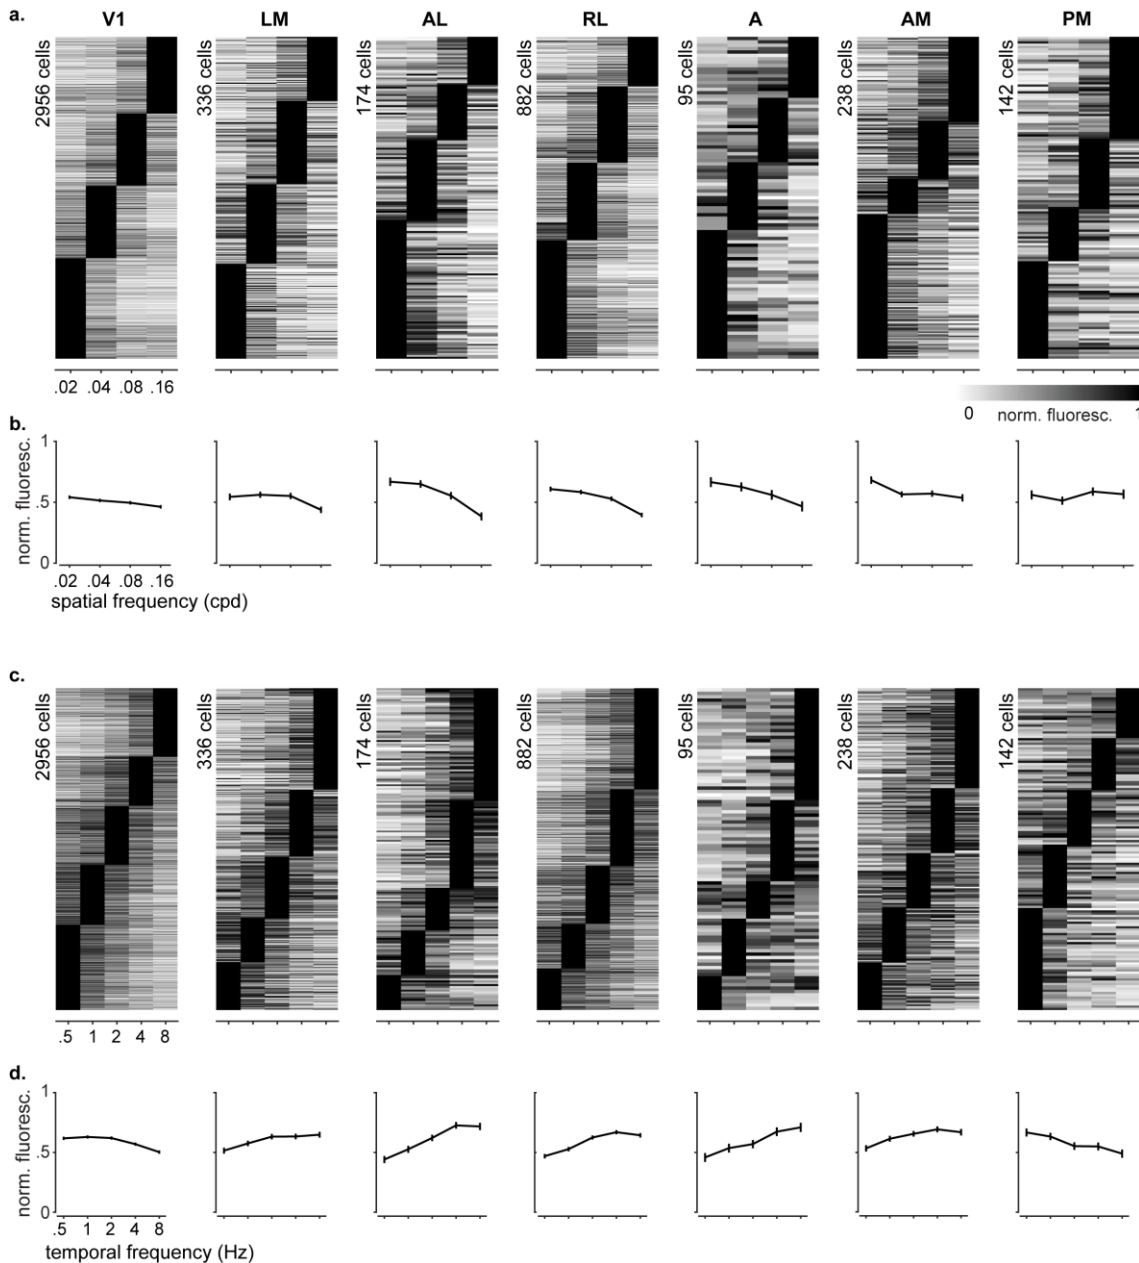 a.
V1 LM AL RL A AM PM
2956 cells
336 cells
174 cells
882 cells
95 cells
238 cells
142 cells
.02 .04 .08 .16
0 norm. fluoresc. 1
b.
norm. fluoresc.
1
.5
0
.02 .04 .08 .16
spatial frequency (cpd)
c.
2956 cells
336 cells
174 cells
882 cells
95 cells
238 cells
142 cells
.5 1 2 4 8
d.
norm. fluoresc.
1
.5
0
.5 1 2 4 8
temporal frequency (Hz)